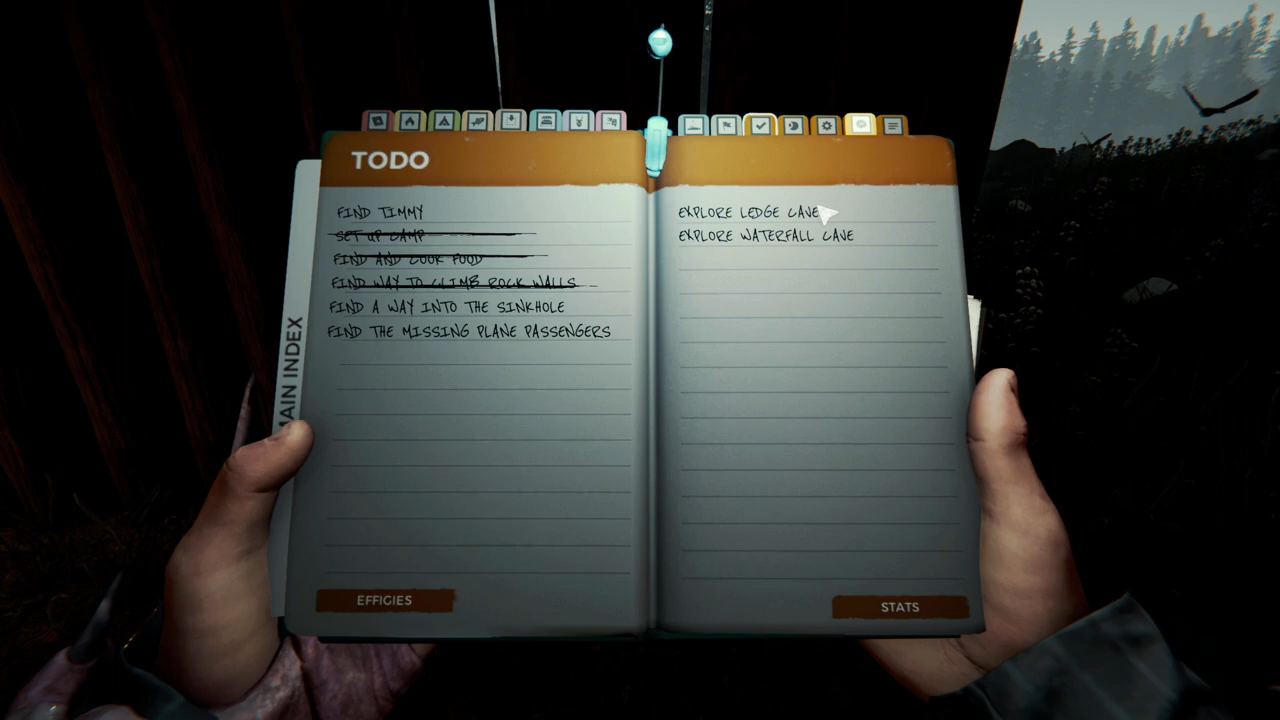 TODO
FIND TIMMY
SET UP CAMP
FIND AND COOK FOOD
FIND WAY TO CLIMB ROCK WALLS
FIND A WAY INTO THE SINKHOLE
FIND THE MISSING PLANE PASSENGERS
EXPLORE LEDGE CAVE
EXPLORE WATERFALL CAVE
MAIN INDEX
EFFIGIES
STATS